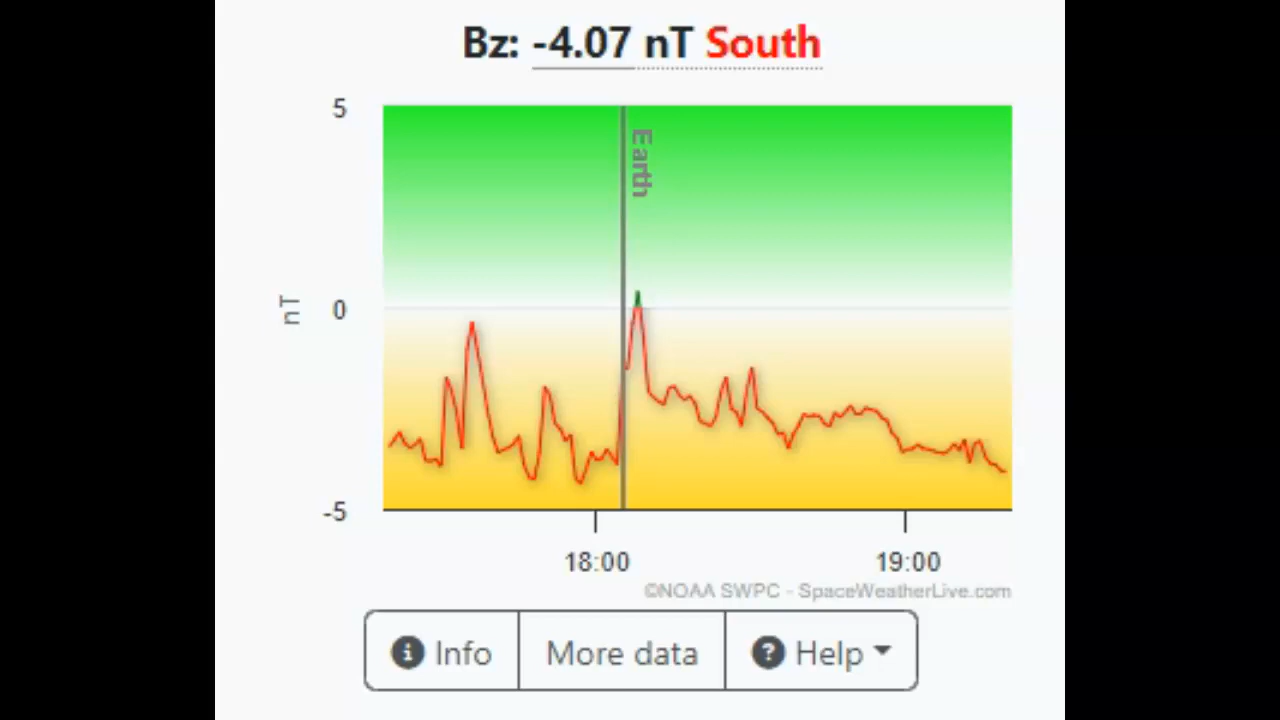 Bz: -4.07 nT South
5
Earth
nT
0
-5
18:00
19:00
©NOAA SWPC - SpaceWeatherLive.com
Info
More data
Help